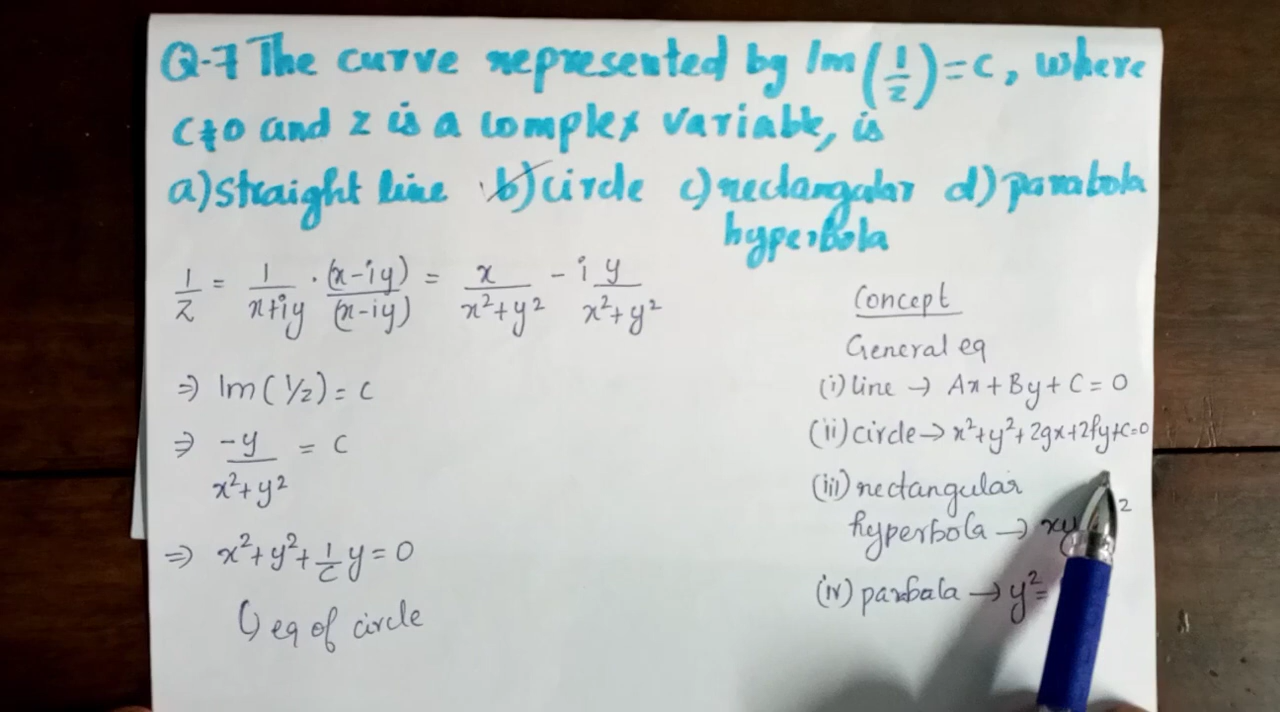 Q-7 The curve represented by Im(1/z)=c, where
c≠0 and z is a complex variable, is
a) straight line b) circle c) rectangular d) parabola
hyperbola
1/z = 1/(x+iy) · (x-iy)/(x-iy) = x/(x²+y²) - i y/(x²+y²)
⇒ Im(1/z) = c
⇒ -y/(x²+y²) = c
⇒ x²+y²+1/c y = 0
↳ eq of circle
Concept
General eq
(i) line → Ax+By+C=0
(ii) circle → x²+y²+2gx+2fy+c=0
(iii) rectangular
hyperbola → xy 2
(iv) parbala → y²=